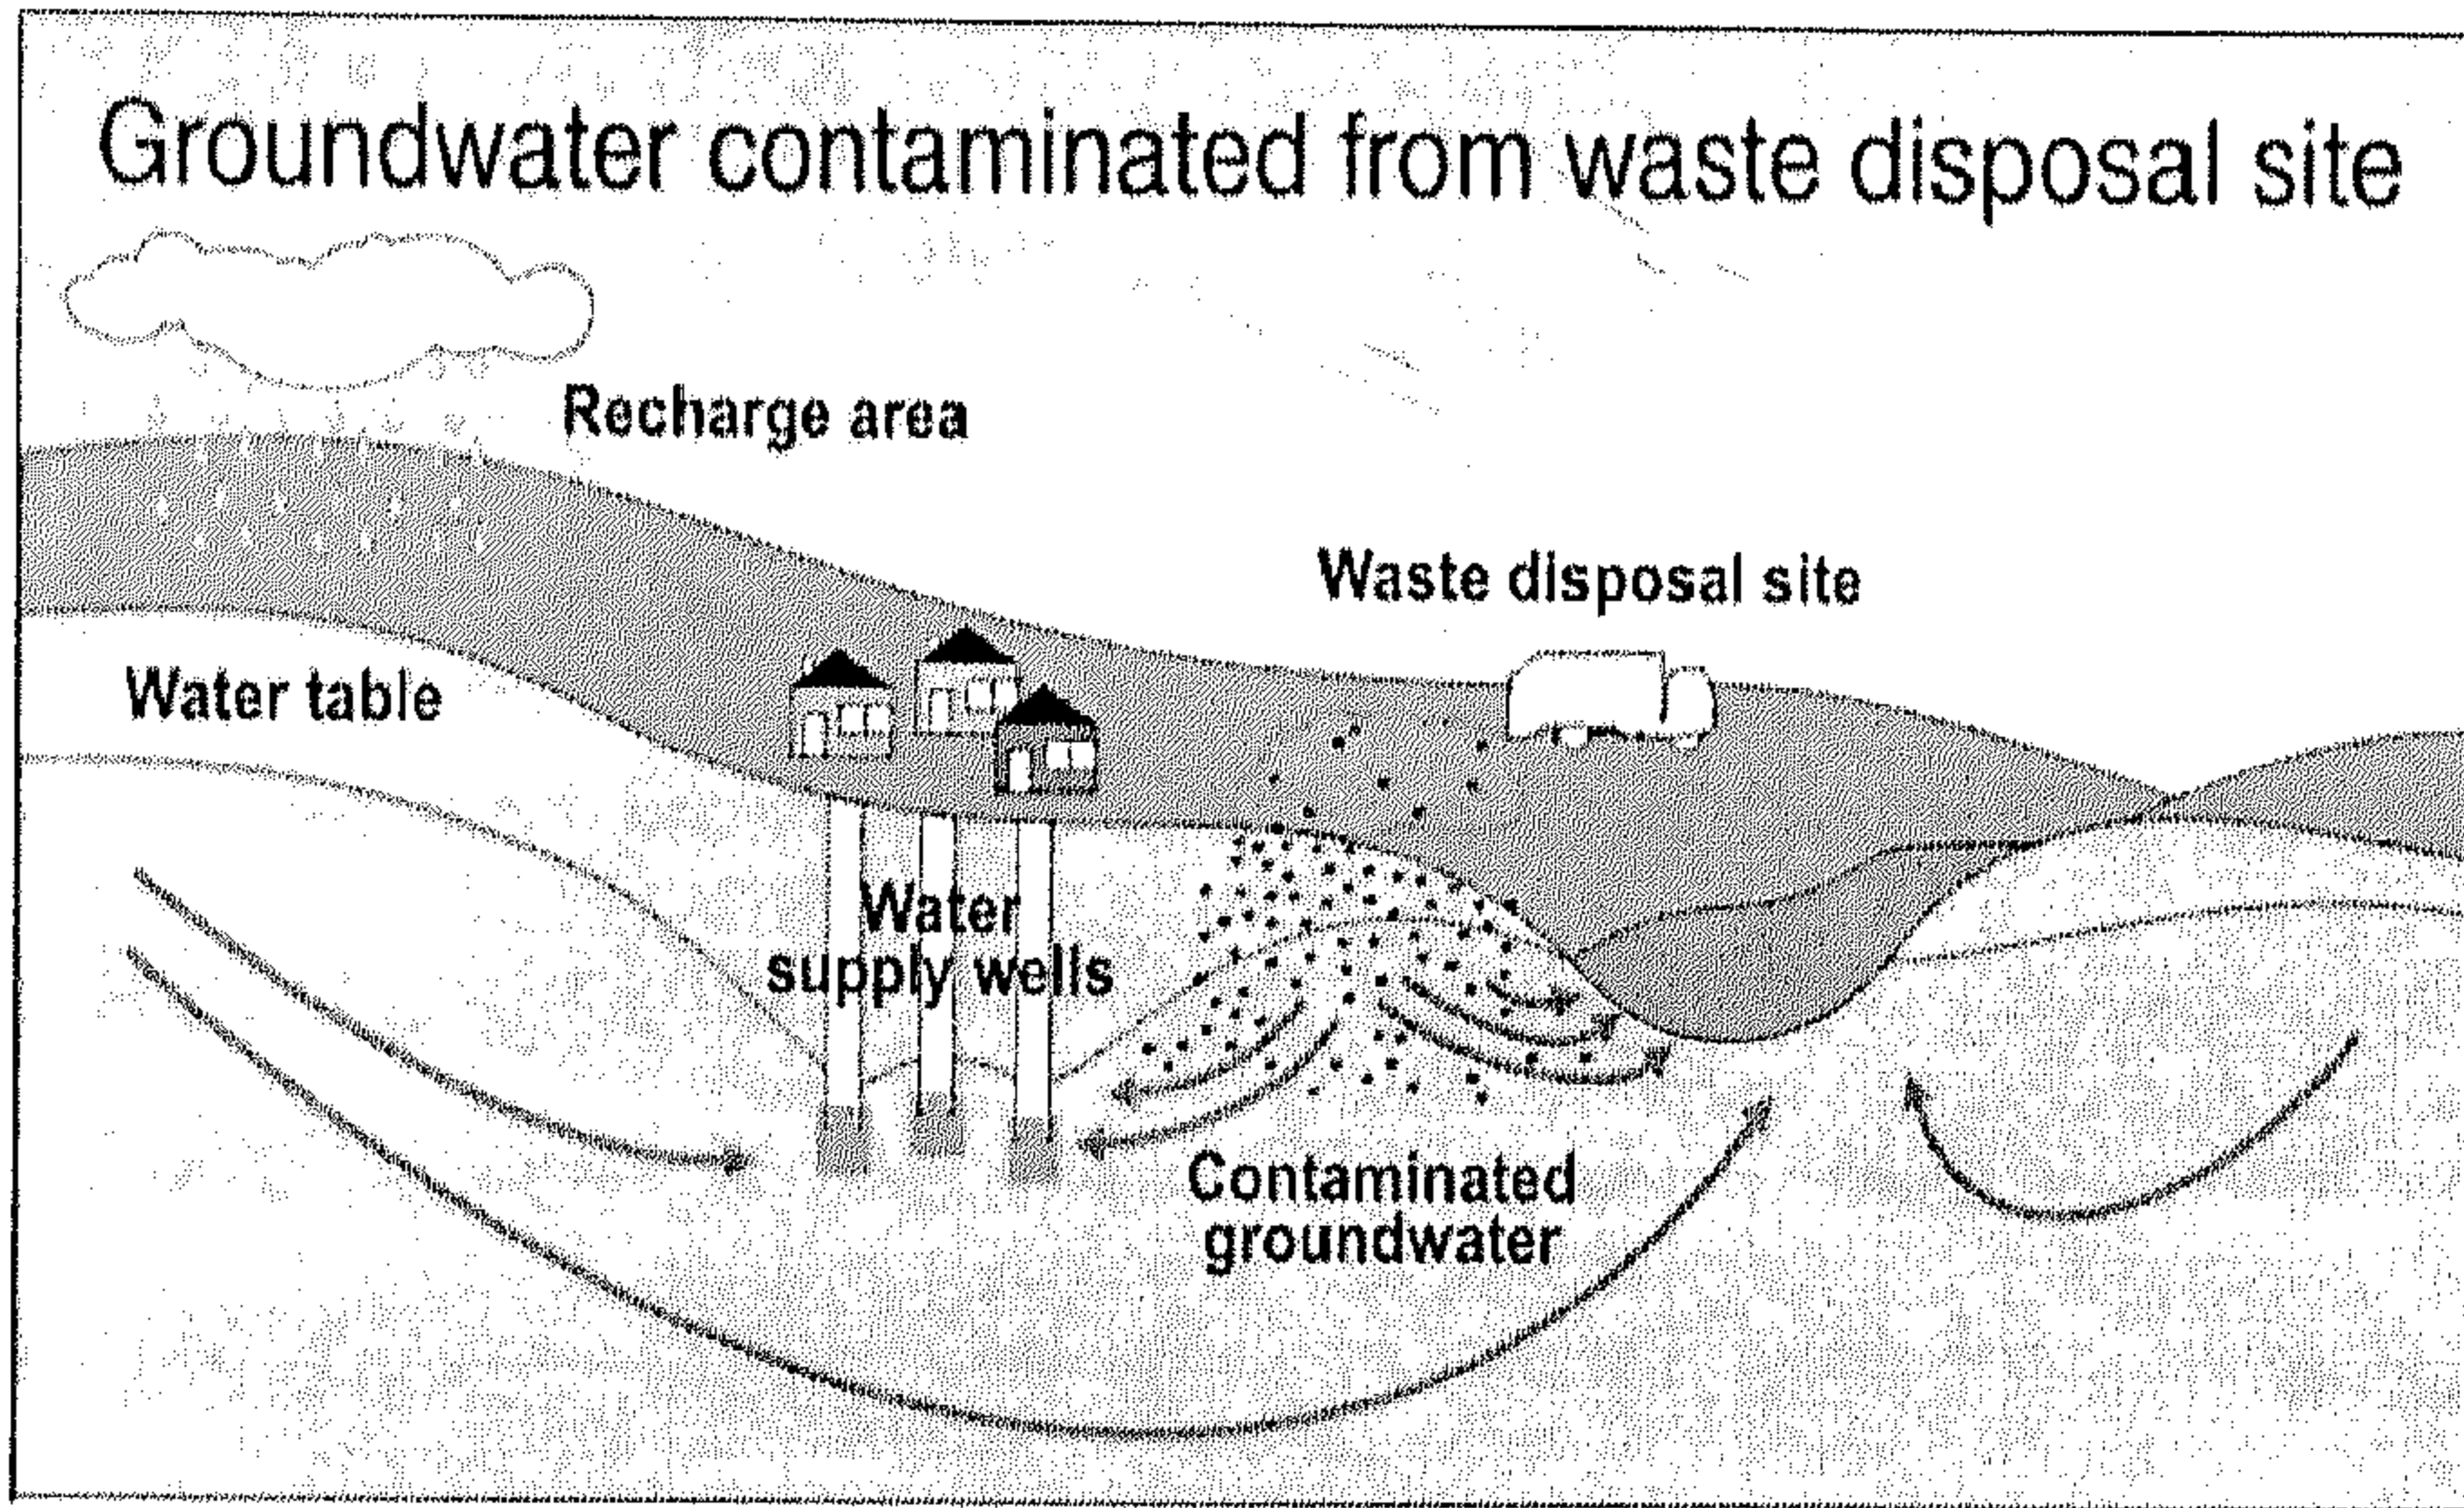 Groundwater contaminated from waste disposal site
Recharge area
Waste disposal site
Water table
Water
supply wells
Contaminated
groundwater